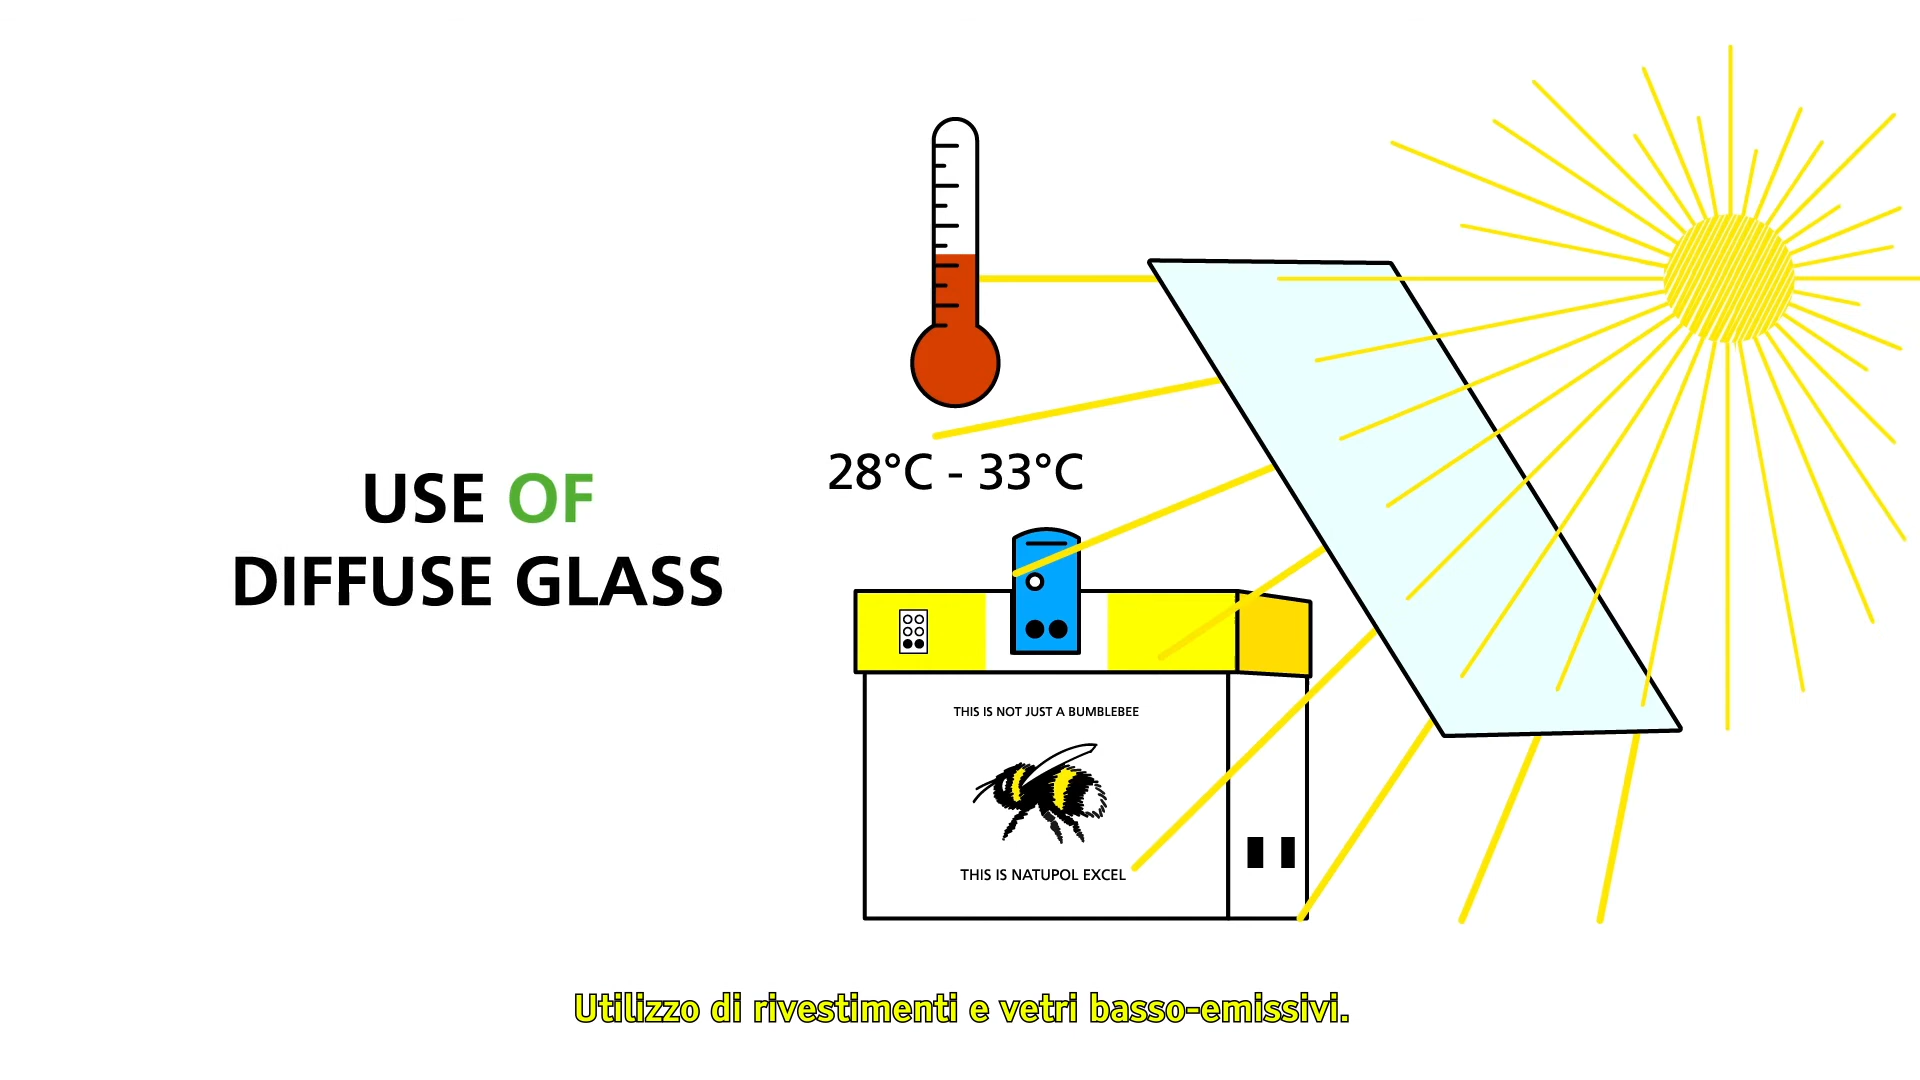 USE OF
DIFFUSE GLASS
28°C - 33°C
THIS IS NOT JUST A BUMBLEBEE
THIS IS NATUPOL EXCEL
Utilizzo di rivestimenti e vetri basso-emissivi.